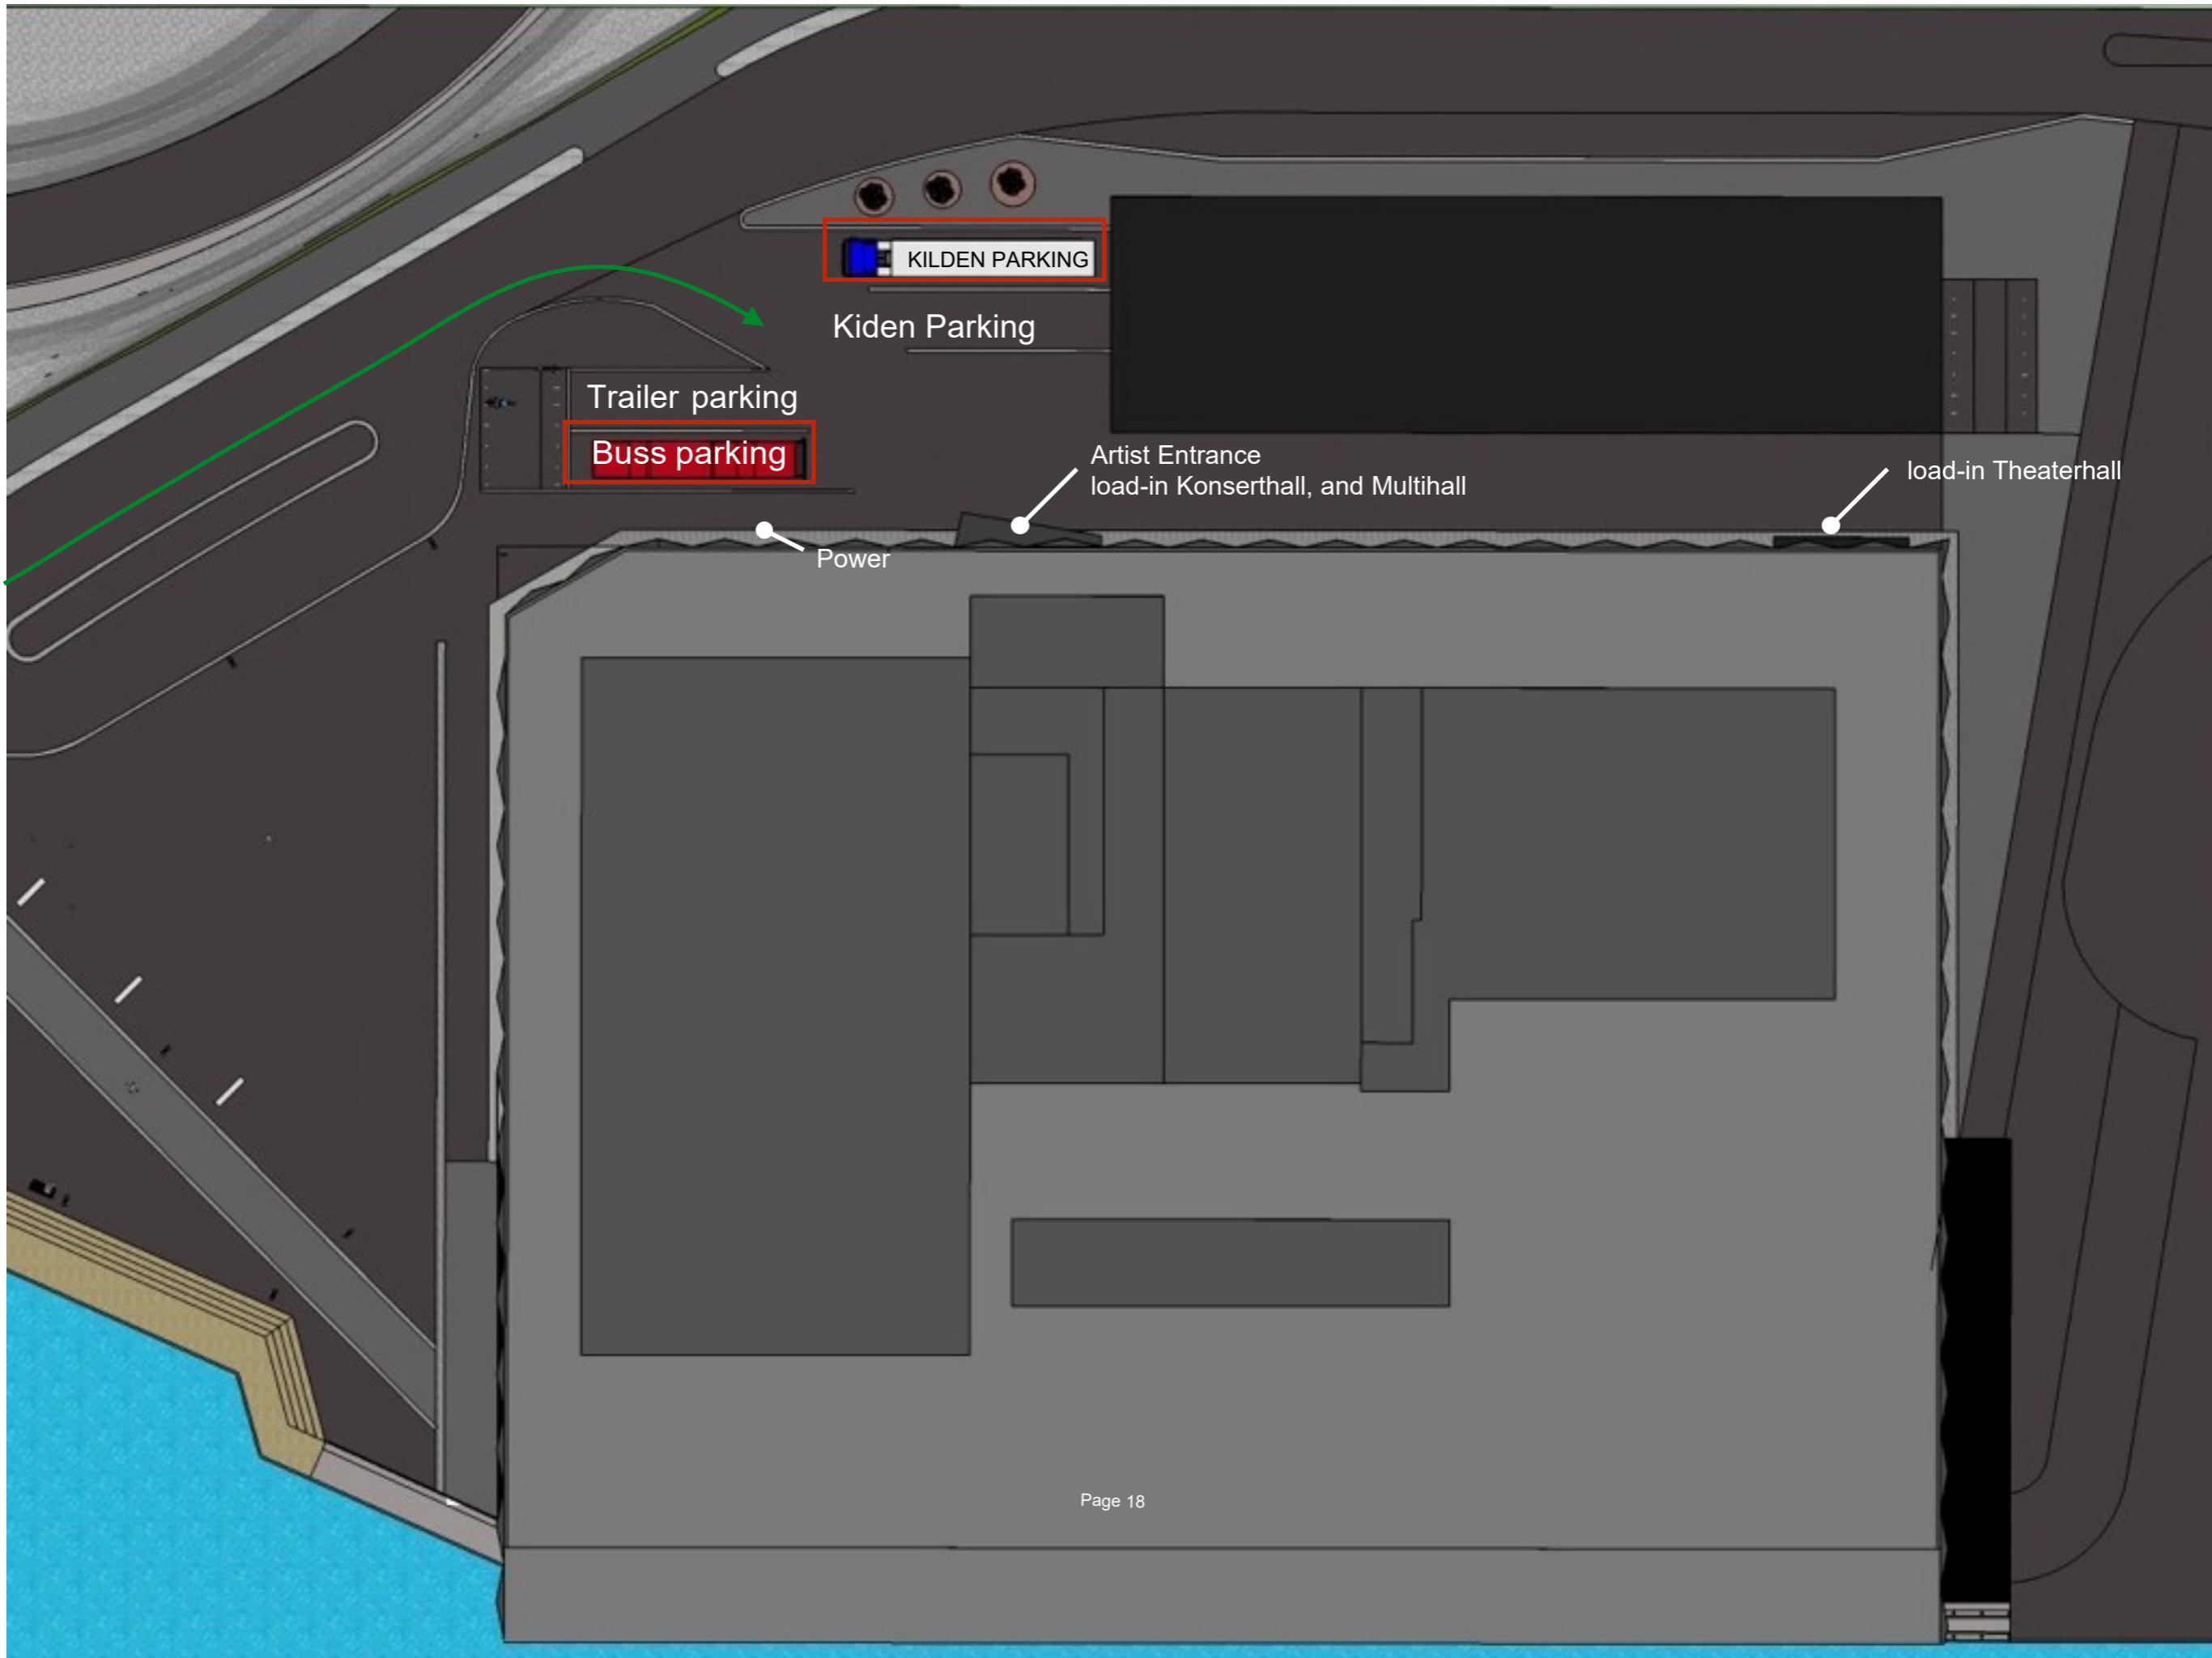 KILDEN PARKING
Kiden Parking
Trailer parking
Buss parking
Artist Entrance
load-in Konserthall, and Multihall
load-in Theaterhall
Power
Page 18